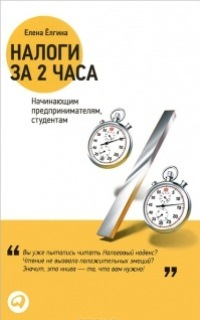 Елена Ёлгина
НАЛОГИ
ЗА 2 ЧАСА
Начинающим
предпринимателям,
студентам
“ Вы уже пытались читать Налоговый кодекс?
Чтение не вызвало положительных эмоций?
Значит, эта книга — то, что вам нужно! ”